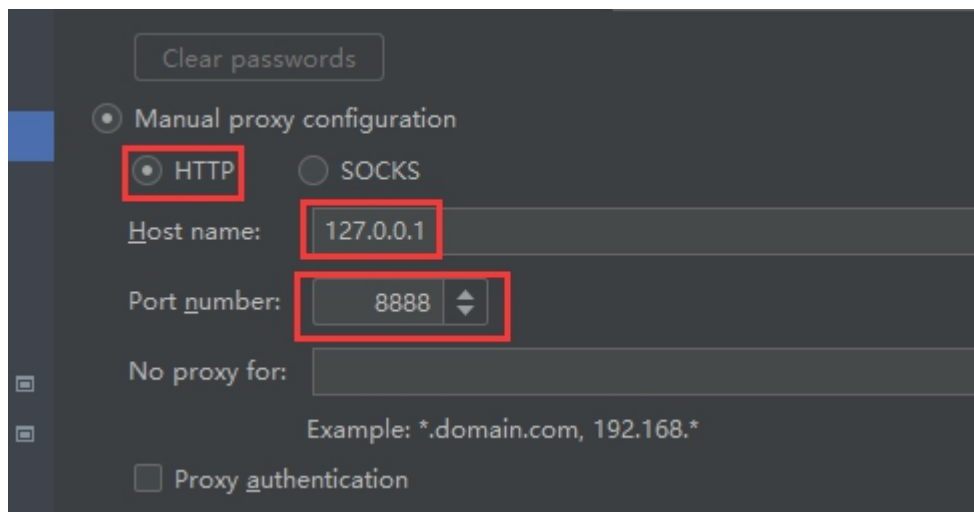 Clear passwords
Manual proxy configuration
HTTP SOCKS
Host name: 127.0.0.1
Port number: 8888
No proxy for:
Example: *.domain.com, 192.168.*
Proxy authentication